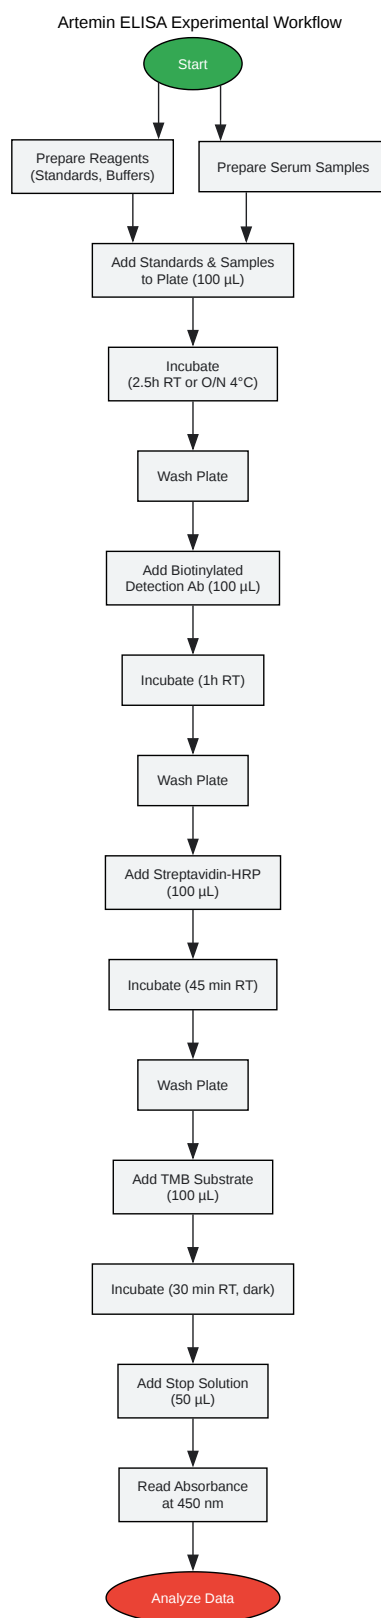 Artemin ELISA Experimental Workflow
Start
Prepare Reagents
(Standards, Buffers)
Prepare Serum Samples
Add Standards & Samples
to Plate (100 µL)
Incubate
(2.5h RT or O/N 4°C)
Wash Plate
Add Biotinylated
Detection Ab (100 µL)
Incubate (1h RT)
Wash Plate
Add Streptavidin-HRP
(100 µL)
Incubate (45 min RT)
Wash Plate
Add TMB Substrate
(100 µL)
Incubate (30 min RT, dark)
Add Stop Solution
(50 µL)
Read Absorbance
at 450 nm
Analyze Data